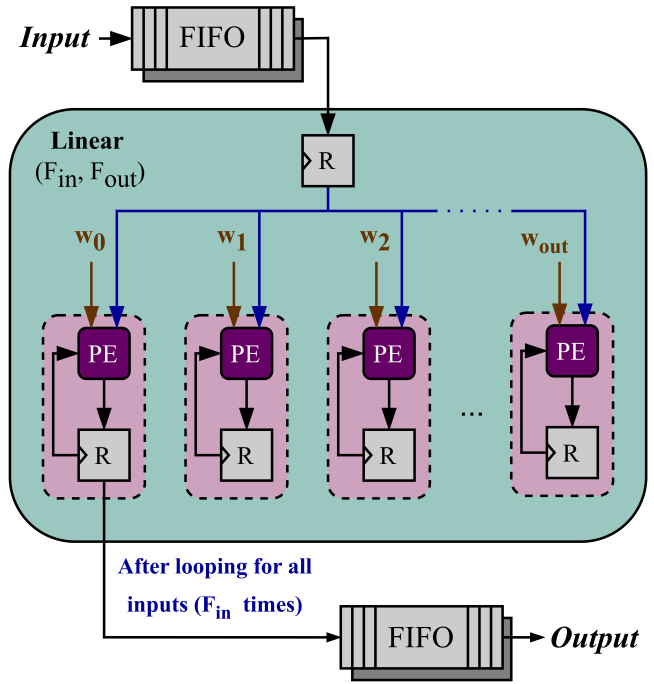 Input
FIFO
Linear
(Fin, Fout)
R
w0
w1
w2
wout
PE
PE
PE
PE
...
R
R
R
R
After looping for all
inputs (Fin times)
FIFO
Output